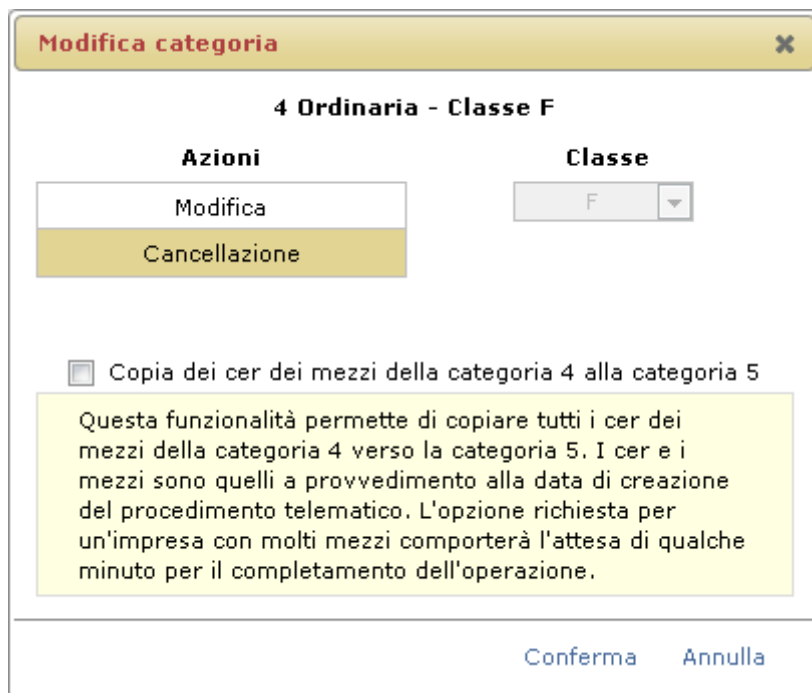 Modifica categoria
4 Ordinaria - Classe F
Azioni
Classe
Modifica
F
Cancellazione
Copia dei cer dei mezzi della categoria 4 alla categoria 5
Questa funzionalità permette di copiare tutti i cer dei
mezzi della categoria 4 verso la categoria 5. I cer e i
mezzi sono quelli a provvedimento alla data di creazione
del procedimento telematico. L'opzione richiesta per
un'impresa con molti mezzi comporterà l'attesa di qualche
minuto per il completamento dell'operazione.
Conferma Annulla